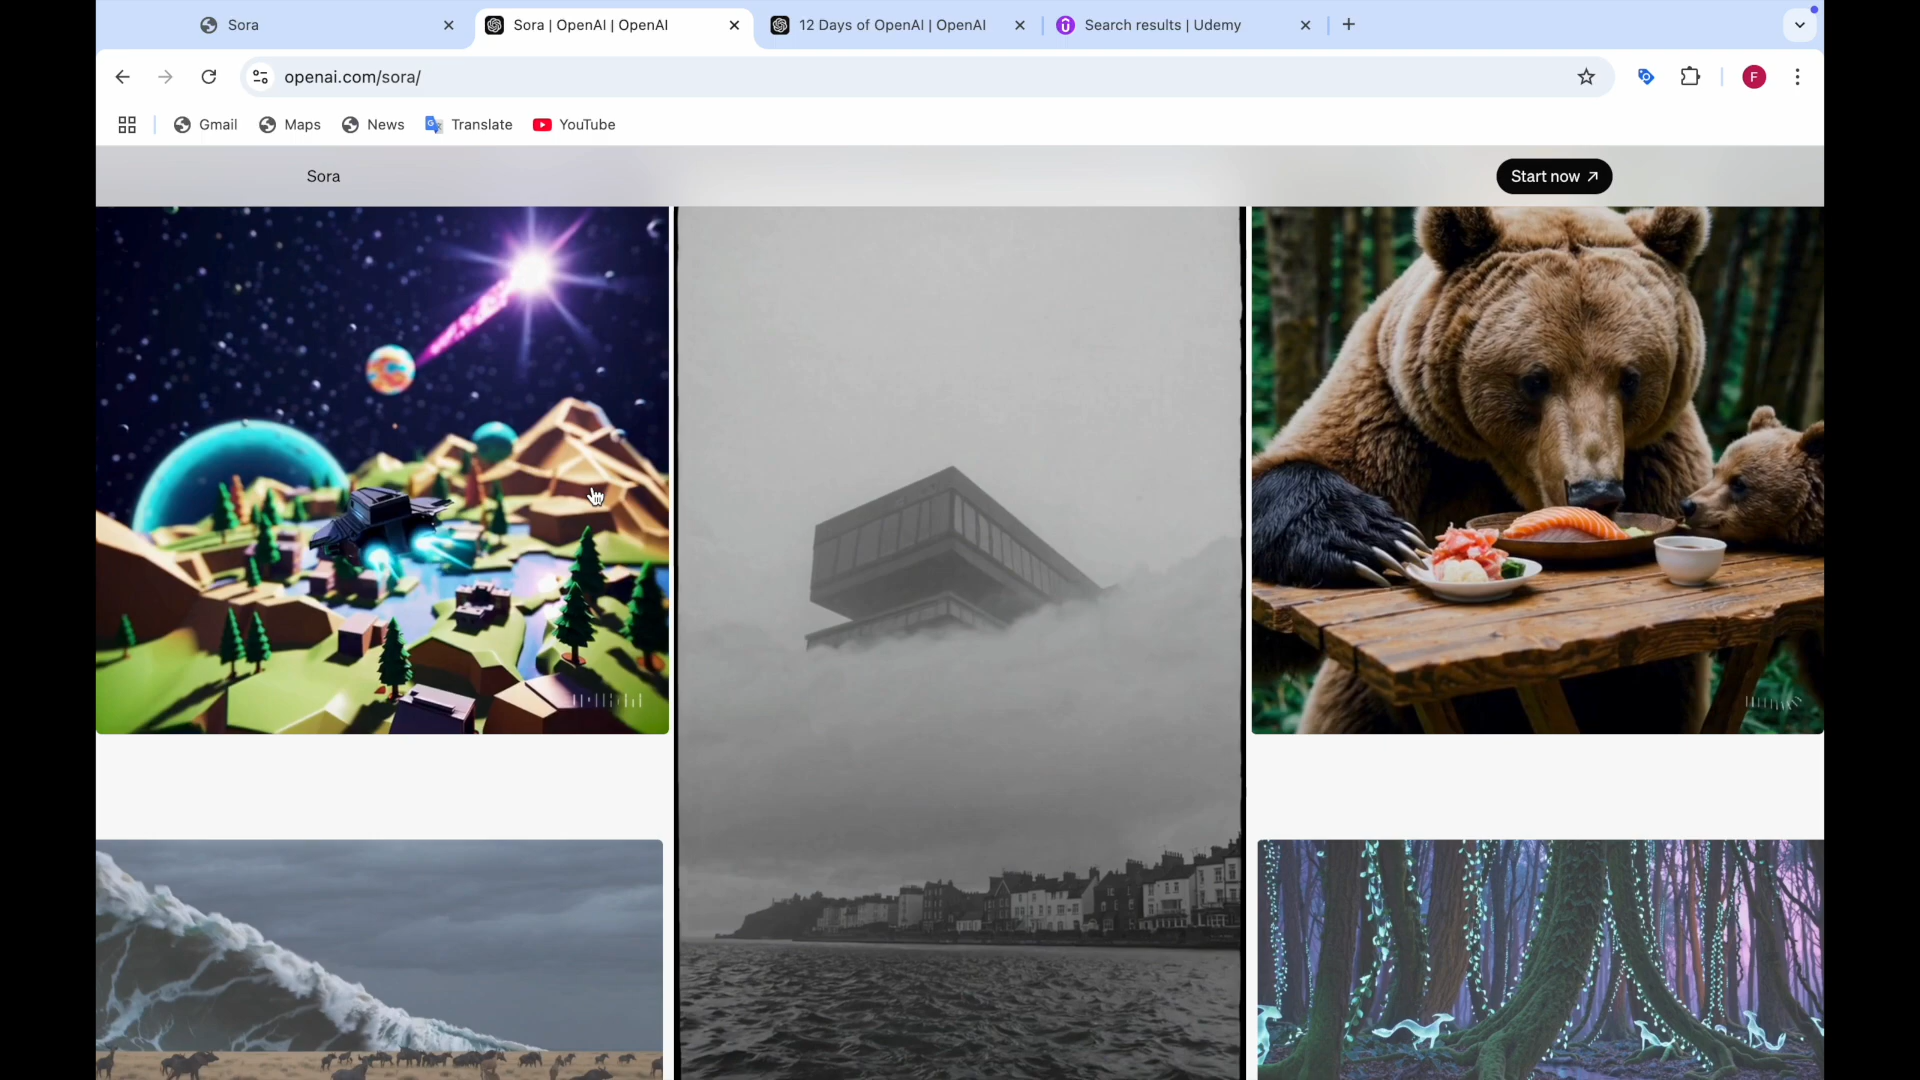 Sora
Sora | OpenAI | OpenAI
12 Days of OpenAI | OpenAI
Search results | Udemy
openai.com/sora/
F
Gmail
Maps
News
Translate
YouTube
Sora
Start now